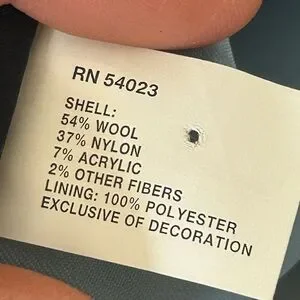 RN 54023
SHELL:
54% WOOL
37% NYLON
7% ACRYLIC
2% OTHER FIBERS
LINING: 100% POLYESTER
EXCLUSIVE OF DECORATION